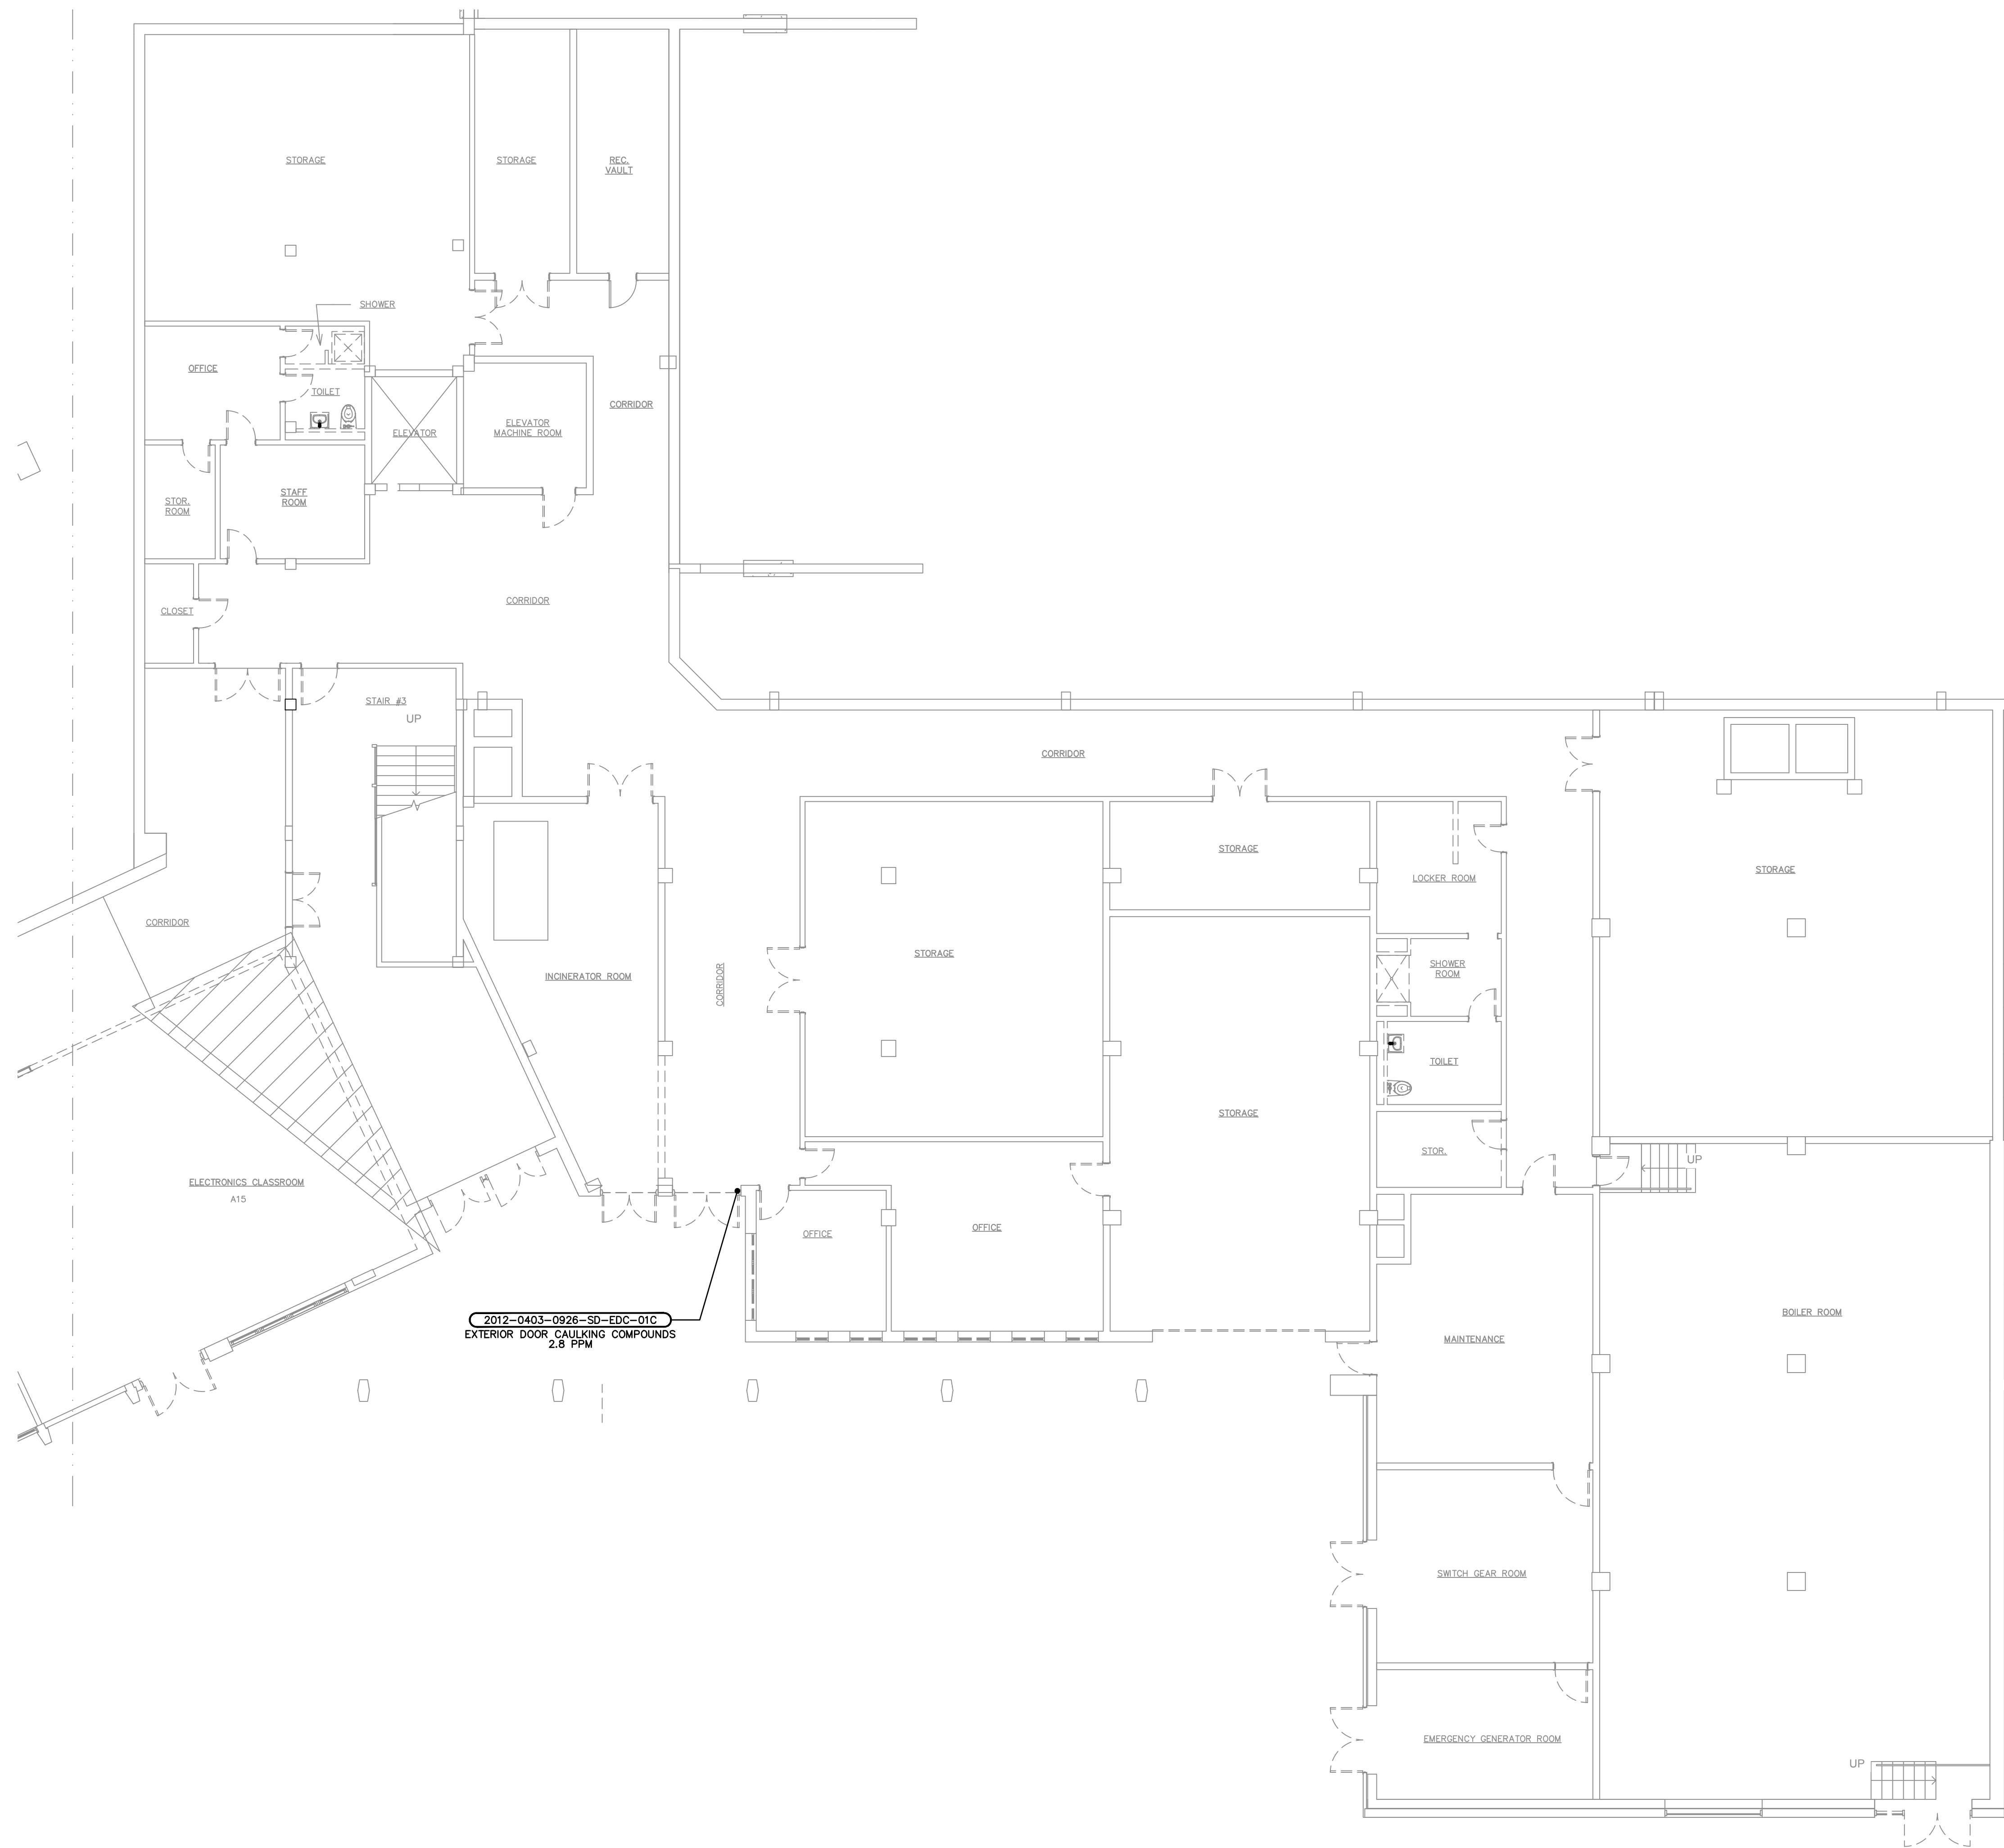 STORAGE
STORAGE
REC.
VAULT
SHOWER
OFFICE
TOILET
ELEVATOR
ELEVATOR
MACHINE ROOM
CORRIDOR
STOR.
ROOM
STAFF
ROOM
CLOSET
CORRIDOR
STAIR #3
UP
CORRIDOR
STORAGE
LOCKER ROOM
STORAGE
CORRIDOR
INCINERATOR ROOM
CORRIDOR
STORAGE
SHOWER
ROOM
TOILET
STORAGE
STOR.
UP
ELECTRONICS CLASSROOM
A15
OFFICE
OFFICE
2012-0403-0926-SD-EDC-01C
EXTERIOR DOOR CAULKING COMPOUNDS
2.8 PPM
MAINTENANCE
BOILER ROOM
SWITCH GEAR ROOM
EMERGENCY GENERATOR ROOM
UP